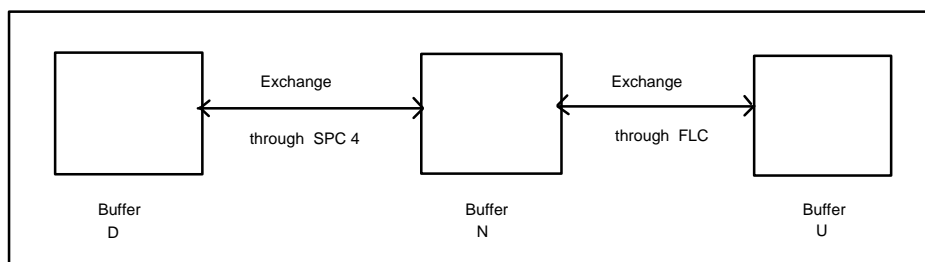 Exchange
through SPC 4
Exchange
through FLC
Buffer
D
Buffer
N
Buffer
U